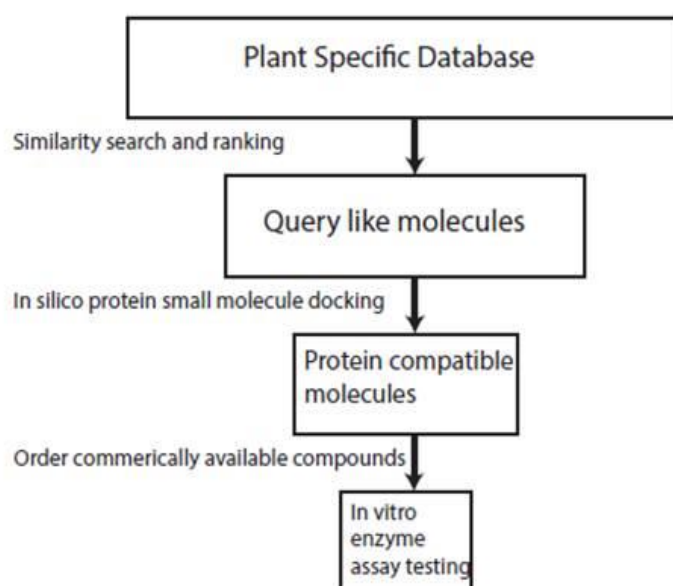 Plant Specific Database
Similarity search and ranking
Query like molecules
In silico protein small molecule docking
Protein compatible
molecules
Order commerically available compounds
In vitro
enzyme
assay testing